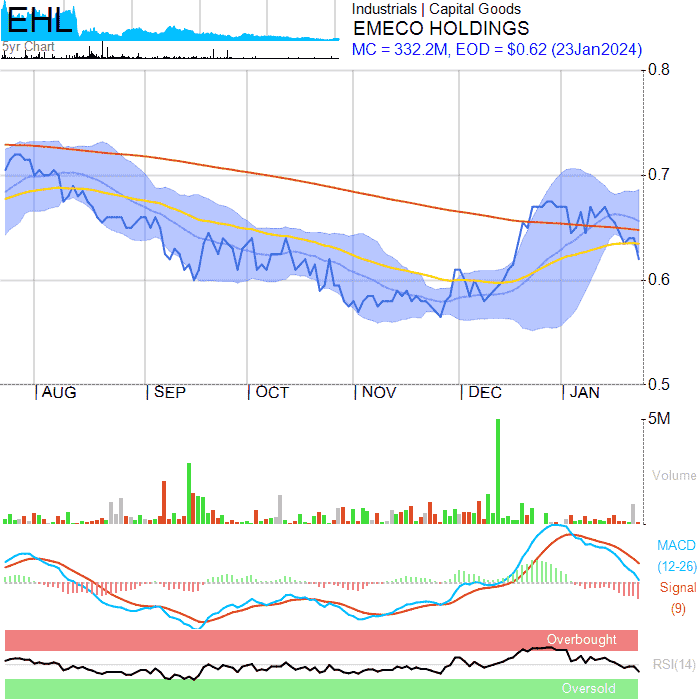 EHL
5yr Chart
Industrials | Capital Goods
EMECO HOLDINGS
MC = 332.2M, EOD = $0.62 (23Jan2024)
0.8
0.7
0.6
0.5
AUG SEP OCT NOV DEC JAN
5M
Volume
MACD
(12-26)
Signal
(9)
Overbought
RSI(14)
Oversold